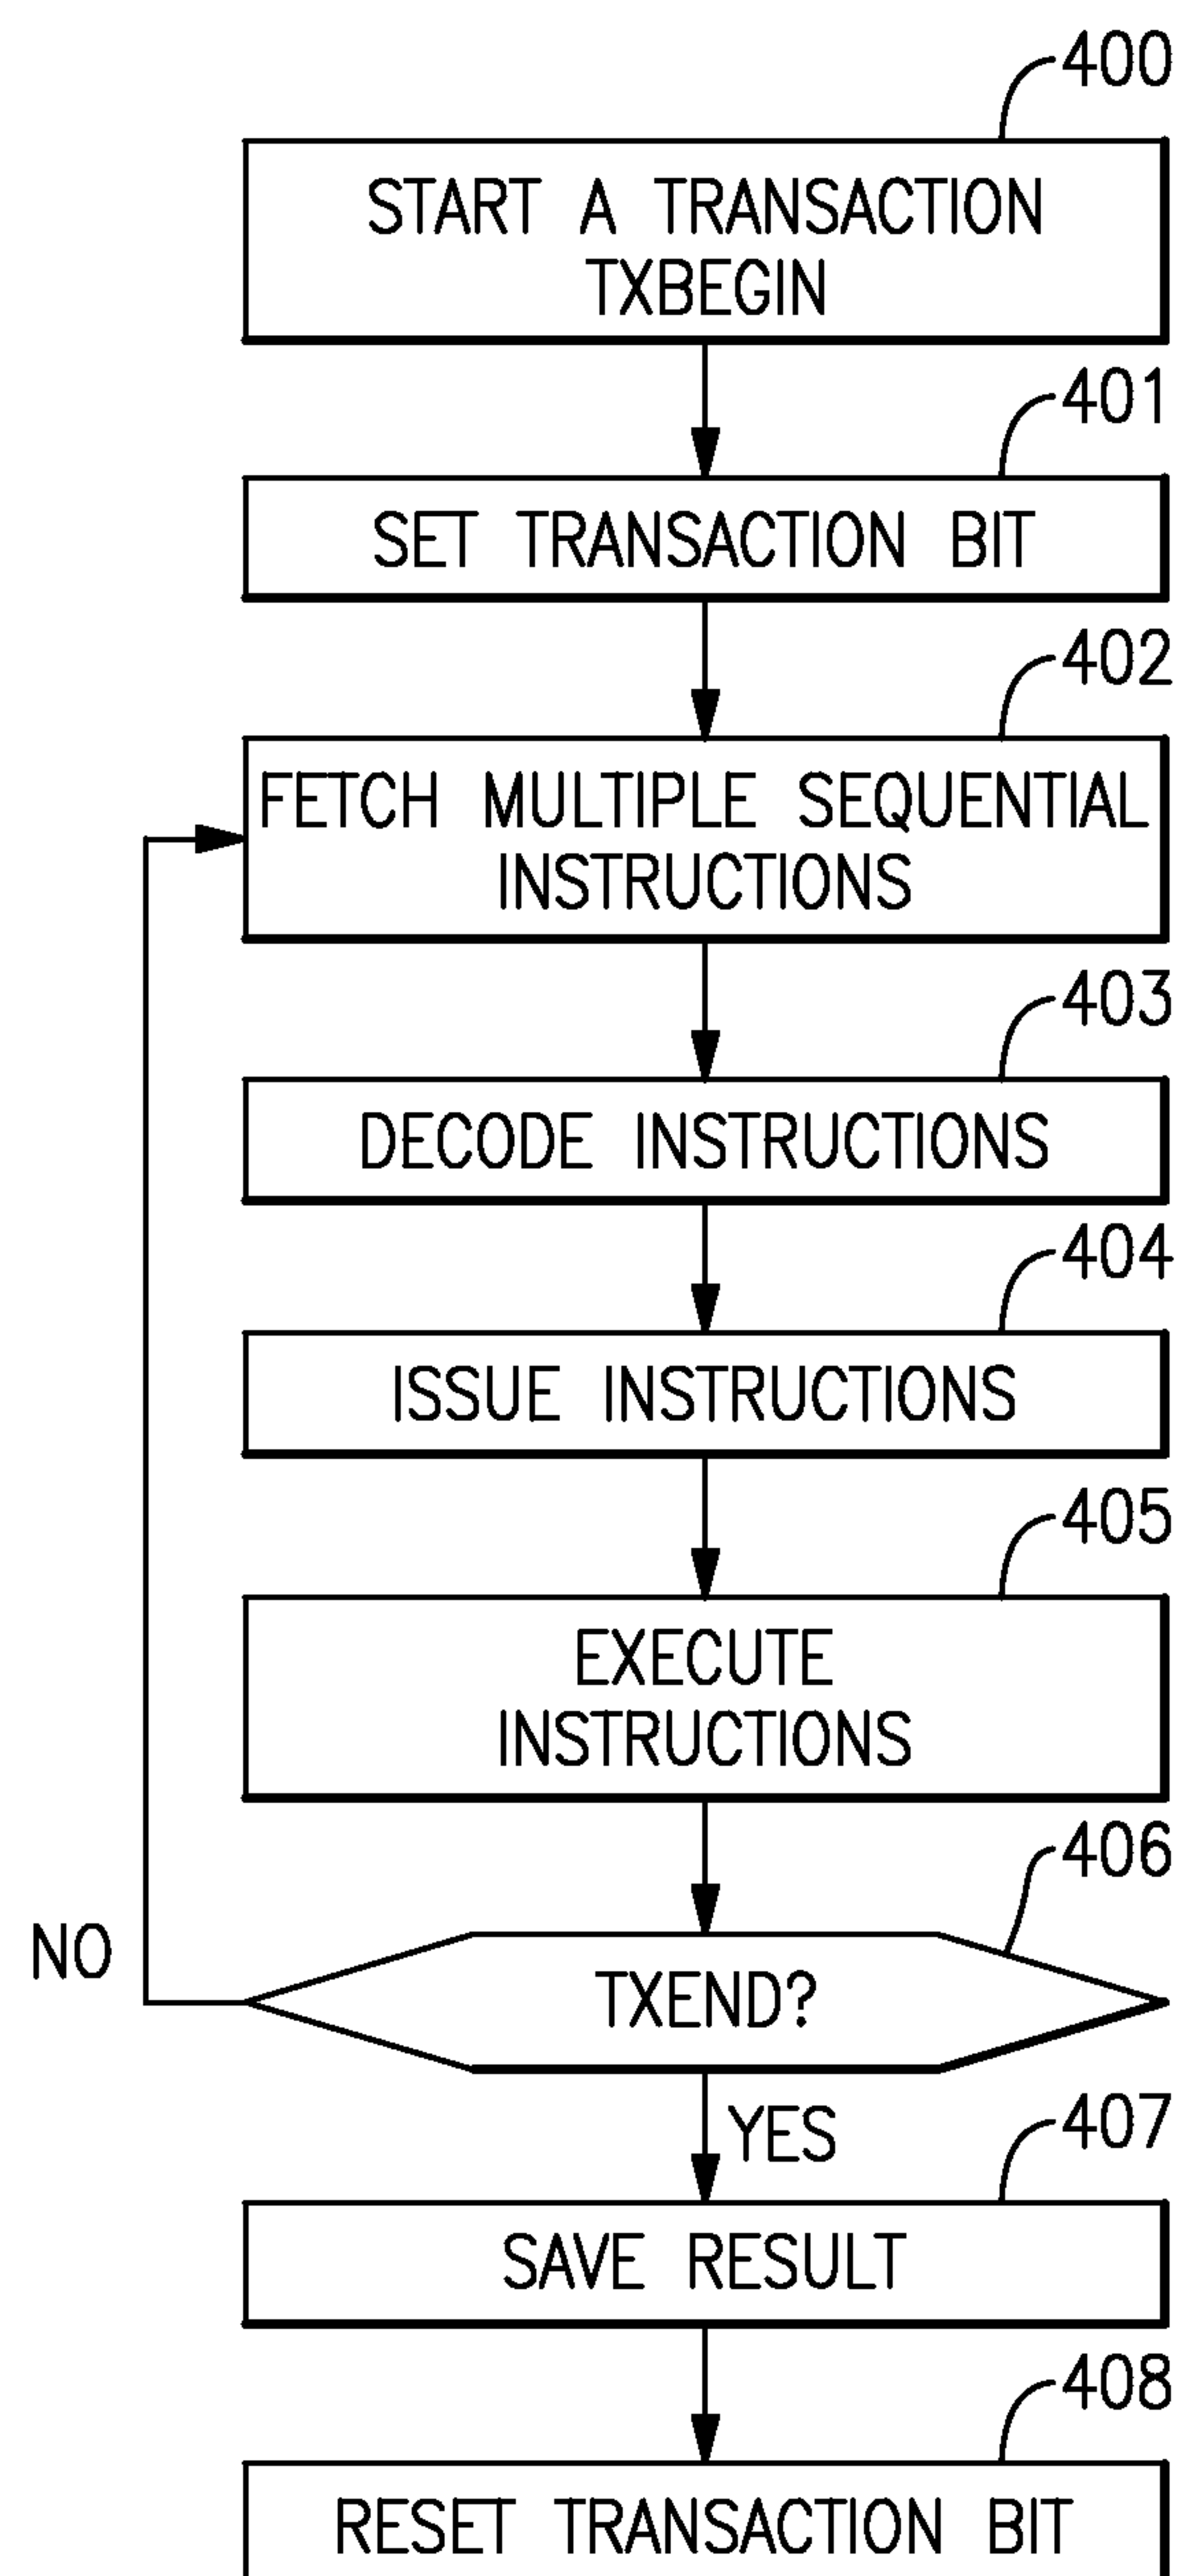 400
START A TRANSACTION
TXBEGIN
401
SET TRANSACTION BIT
402
FETCH MULTIPLE SEQUENTIAL
INSTRUCTIONS
403
DECODE INSTRUCTIONS
404
ISSUE INSTRUCTIONS
405
EXECUTE
INSTRUCTIONS
406
NO
TXEND?
YES
407
SAVE RESULT
408
RESET TRANSACTION BIT